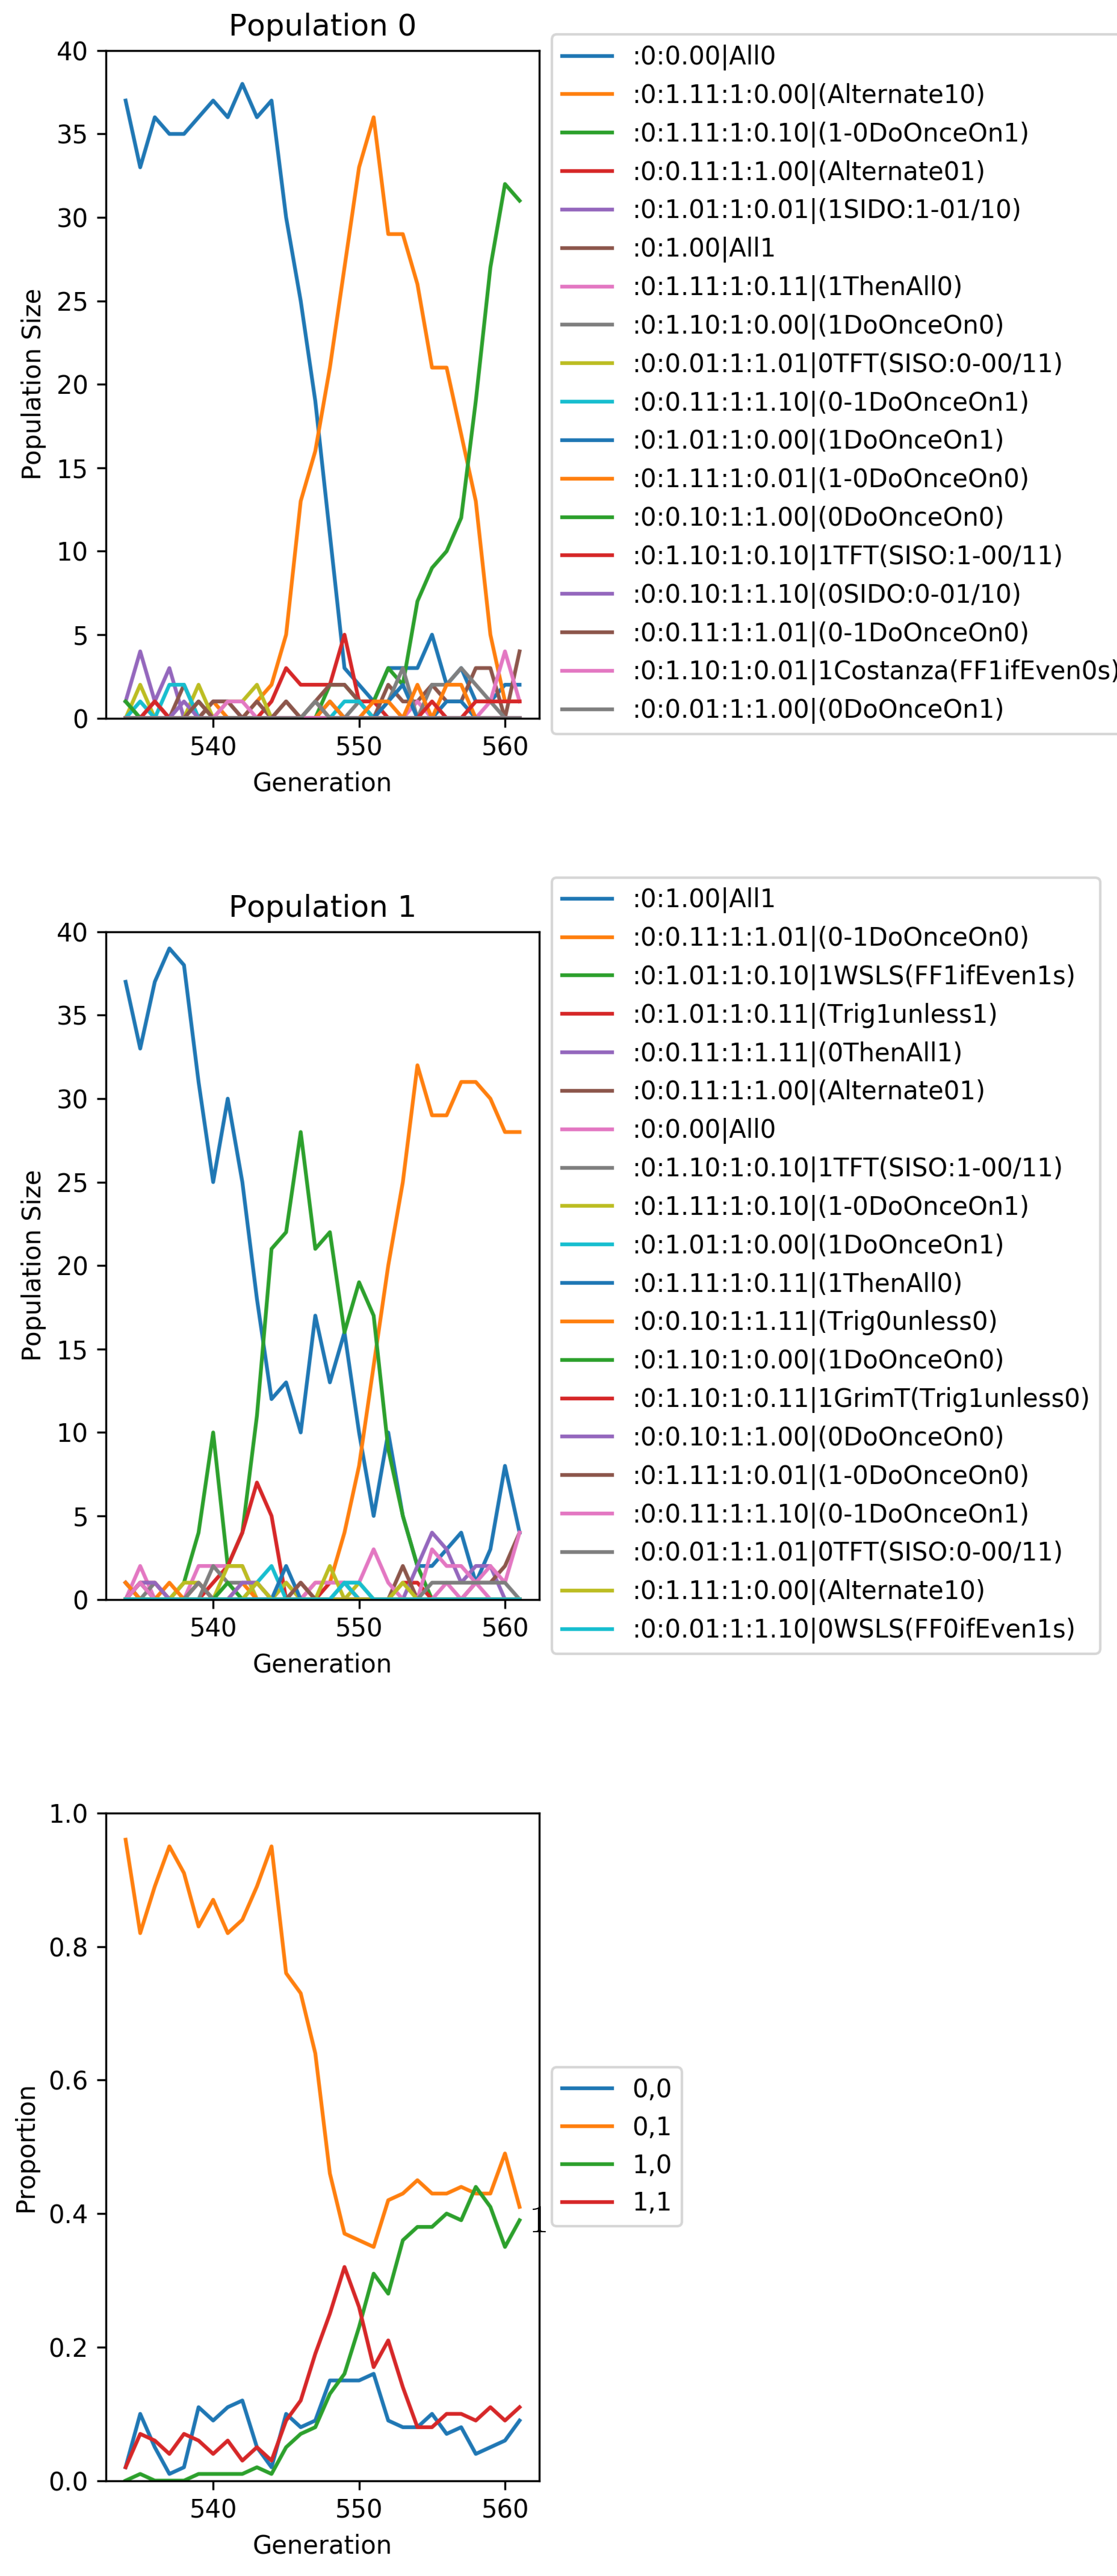 Population 0
40
35
30
25
20
15
10
5
0
Population Size
540 550 560
Generation
:0:0.00|All0
:0:1.11:1:0.00|(Alternate10)
:0:1.11:1:0.10|(1-0DoOnceOn1)
:0:0.11:1:1.00|(Alternate01)
:0:1.01:1:0.01|(1SIDO:1-01/10)
:0:1.00|All1
:0:1.11:1:0.11|(1ThenAll0)
:0:1.10:1:0.00|(1DoOnceOn0)
:0:0.01:1:1.01|0TFT(SISO:0-00/11)
:0:0.11:1:1.10|(0-1DoOnceOn1)
:0:1.01:1:0.00|(1DoOnceOn1)
:0:1.11:1:0.01|(1-0DoOnceOn0)
:0:0.10:1:1.00|(0DoOnceOn0)
:0:1.10:1:0.10|1TFT(SISO:1-00/11)
:0:0.10:1:1.10|(0SIDO:0-01/10)
:0:0.11:1:1.01|(0-1DoOnceOn0)
:0:1.10:1:0.01|1Costanza(FF1ifEven0s)
:0:0.01:1:1.00|(0DoOnceOn1)
Population 1
40
35
30
25
20
15
10
5
0
Population Size
540 550 560
Generation
:0:1.00|All1
:0:0.11:1:1.01|(0-1DoOnceOn0)
:0:1.01:1:0.10|1WSLS(FF1ifEven1s)
:0:1.01:1:0.11|(Trig1unless1)
:0:0.11:1:1.11|(0ThenAll1)
:0:0.11:1:1.00|(Alternate01)
:0:0.00|All0
:0:1.10:1:0.10|1TFT(SISO:1-00/11)
:0:1.11:1:0.10|(1-0DoOnceOn1)
:0:1.01:1:0.00|(1DoOnceOn1)
:0:1.11:1:0.11|(1ThenAll0)
:0:0.10:1:1.11|(Trig0unless0)
:0:1.10:1:0.00|(1DoOnceOn0)
:0:1.10:1:0.11|1GrimT(Trig1unless0)
:0:0.10:1:1.00|(0DoOnceOn0)
:0:1.11:1:0.01|(1-0DoOnceOn0)
:0:0.11:1:1.10|(0-1DoOnceOn1)
:0:0.01:1:1.01|0TFT(SISO:0-00/11)
:0:1.11:1:0.00|(Alternate10)
:0:0.01:1:1.10|0WSLS(FF0ifEven1s)
1.0
0.8
0.6
0.4
0.2
0.0
Proportion
540 550 560
Generation
1
0,0
0,1
1,0
1,1